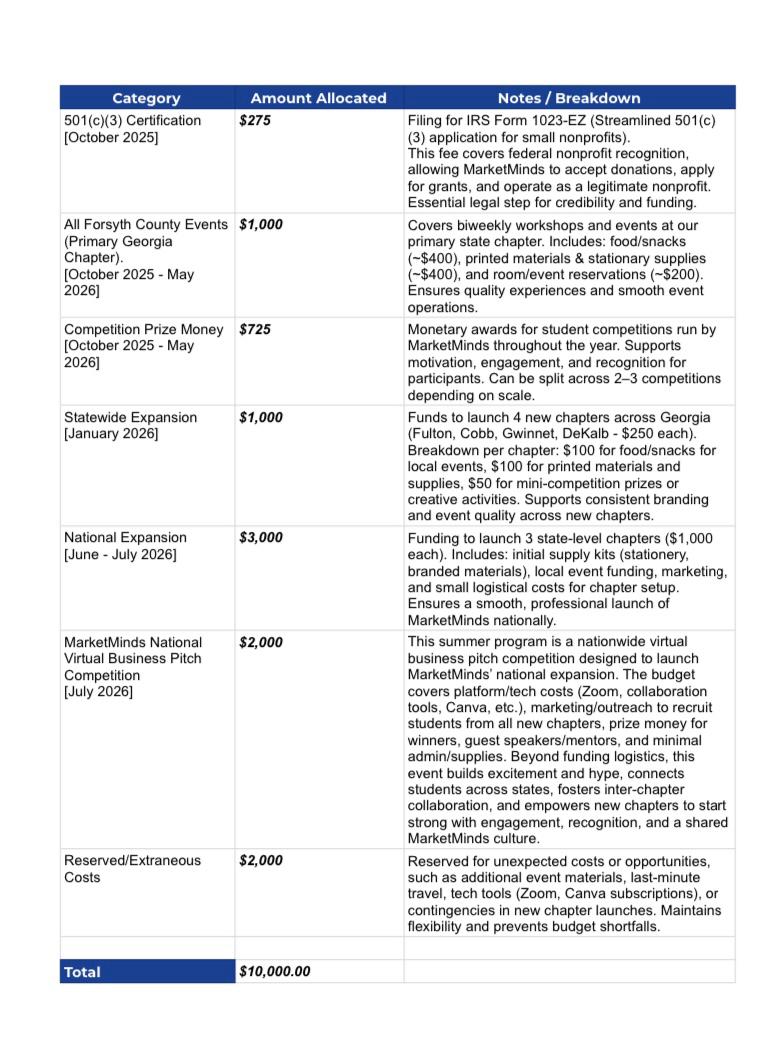 Category Amount Allocated Notes / Breakdown
501(c)(3) Certification
[October 2025]
$275
Filing for IRS Form 1023-EZ (Streamlined 501(c)
(3) application for small nonprofits).
This fee covers federal nonprofit recognition,
allowing MarketMinds to accept donations, apply
for grants, and operate as a legitimate nonprofit.
Essential legal step for credibility and funding.
All Forsyth County Events
(Primary Georgia
Chapter).
[October 2025 - May
2026]
$1,000
Covers biweekly workshops and events at our
primary state chapter. Includes: food/snacks
(~$400), printed materials & stationary supplies
(~$400), and room/event reservations (~$200).
Ensures quality experiences and smooth event
operations.
Competition Prize Money
[October 2025 - May
2026]
$725
Monetary awards for student competitions run by
MarketMinds throughout the year. Supports
motivation, engagement, and recognition for
participants. Can be split across 2–3 competitions
depending on scale.
Statewide Expansion
[January 2026]
$1,000
Funds to launch 4 new chapters across Georgia
(Fulton, Cobb, Gwinnet, DeKalb - $250 each).
Breakdown per chapter: $100 for food/snacks for
local events, $100 for printed materials and
supplies, $50 for mini-competition prizes or
creative activities. Supports consistent branding
and event quality across new chapters.
National Expansion
[June - July 2026]
$3,000
Funding to launch 3 state-level chapters ($1,000
each). Includes: initial supply kits (stationery,
branded materials), local event funding, marketing,
and small logistical costs for chapter setup.
Ensures a smooth, professional launch of
MarketMinds nationally.
MarketMinds National
Virtual Business Pitch
Competition
[July 2026]
$2,000
This summer program is a nationwide virtual
business pitch competition designed to launch
MarketMinds’ national expansion. The budget
covers platform/tech costs (Zoom, collaboration
tools, Canva, etc.), marketing/outreach to recruit
students from all new chapters, prize money for
winners, guest speakers/mentors, and minimal
admin/supplies. Beyond funding logistics, this
event builds excitement and hype, connects
students across states, fosters inter-chapter
collaboration, and empowers new chapters to start
strong with engagement, recognition, and a shared
MarketMinds culture.
Reserved/Extraneous
Costs
$2,000
Reserved for unexpected costs or opportunities,
such as additional event materials, last-minute
travel, tech tools (Zoom, Canva subscriptions), or
contingencies in new chapter launches. Maintains
flexibility and prevents budget shortfalls.
Total $10,000.00